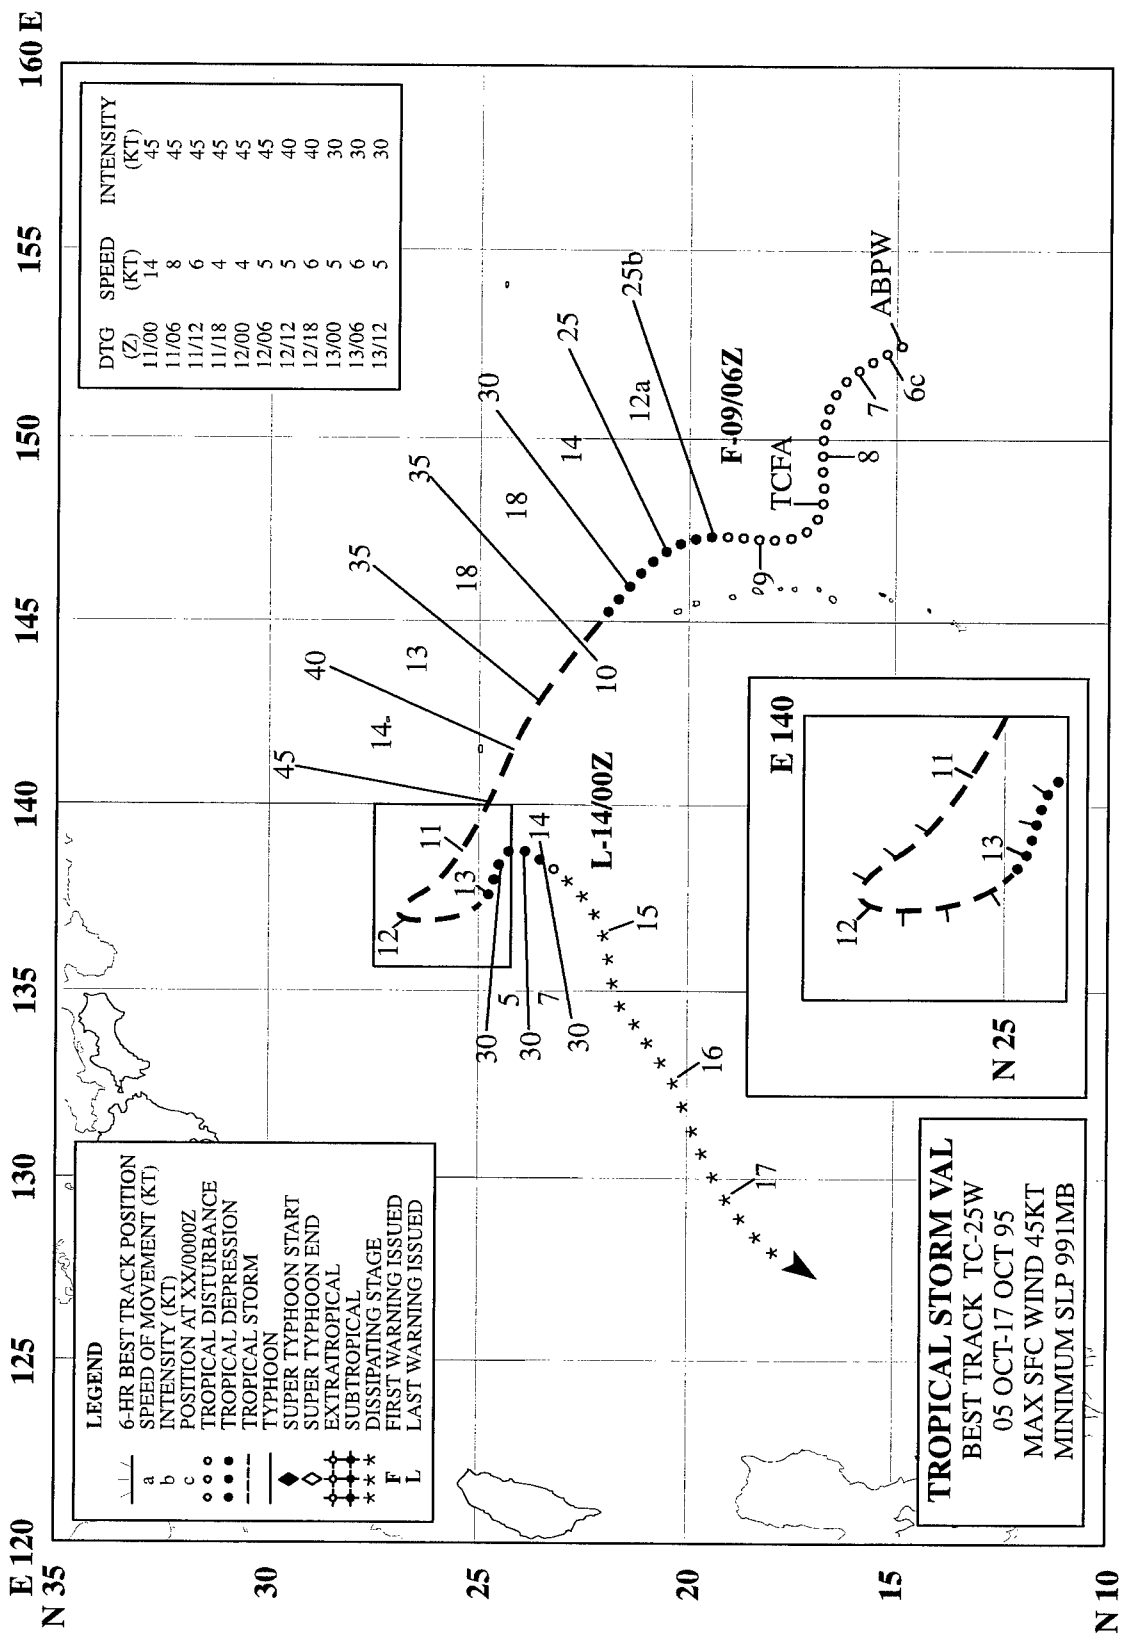 E 120
125
130
135
140
145
150
155
160 E
N 35
30
25
20
15
N 10
LEGEND
6-HR BEST TRACK POSITION
a SPEED OF MOVEMENT (KT)
b INTENSITY (KT)
c POSITION AT XX/0000Z
TROPICAL DISTURBANCE
TROPICAL DEPRESSION
TROPICAL STORM
TYPHOON
SUPER TYPHOON START
SUPER TYPHOON END
EXTRATROPICAL
SUBTROPICAL
*** DISSIPATING STAGE
F FIRST WARNING ISSUED
L LAST WARNING ISSUED
DTG SPEED INTENSITY
(Z) (KT) (KT)
11/00 14 45
11/06 8 45
11/12 6 45
11/18 4 45
12/00 4 45
12/06 5 45
12/12 5 40
12/18 6 40
13/00 5 30
13/06 6 30
13/12 5 30
45
40
35
35
30
25
25b
14
13
18
18
14
12a
12
11
13
14
10
30
5
30
7
30
L-14/00Z
F-09/06Z
TCFA
ABPW
9
8
7
6c
15
16
17
E 140
N 25
11
12
13
TROPICAL STORM VAL
BEST TRACK TC-25W
05 OCT-17 OCT 95
MAX SFC WIND 45KT
MINIMUM SLP 991MB